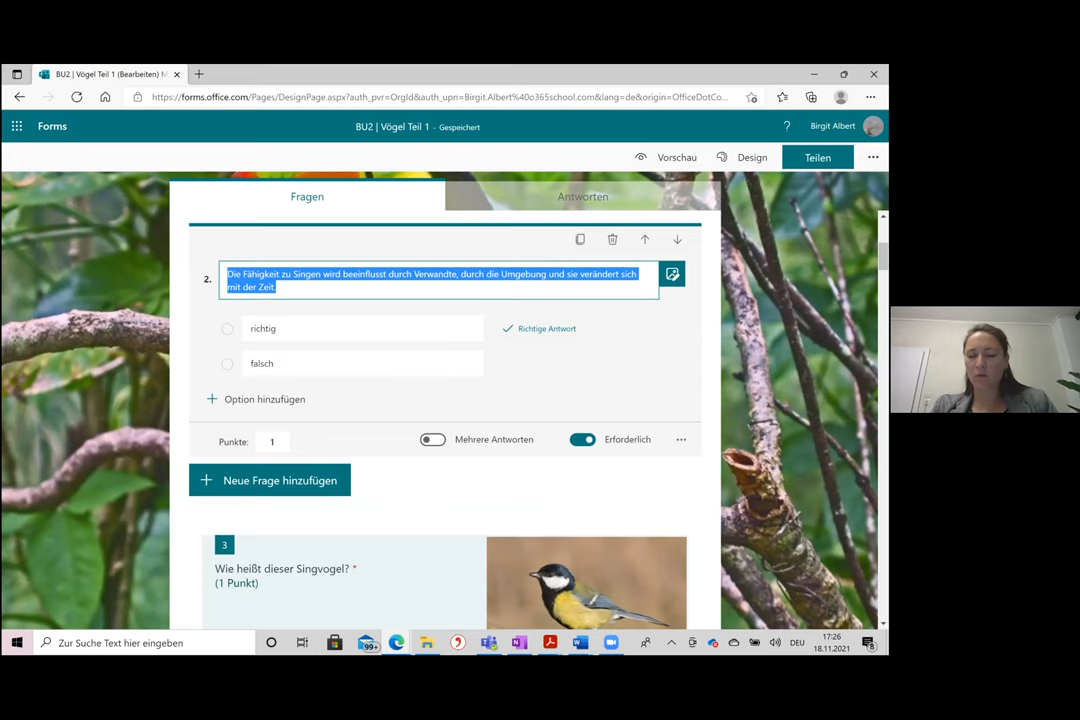 BU2 | Vögel Teil 1 (Bearbeiten) M
https://forms.office.com/Pages/DesignPage.aspx?auth_pvr=OrgId&auth_upn=Birgit.Albert%40o365school.com&lang=de&origin=OfficeDotCo...
Forms
BU2 | Vögel Teil 1 - Gespeichert
? Birgit Albert
Vorschau
Design
Teilen
Fragen
Antworten
2.
Die Fähigkeit zu Singen wird beeinflusst durch Verwandte, durch die Umgebung und sie verändert sich
mit der Zeit.
richtig
Richtige Antwort
falsch
Option hinzufügen
Punkte: 1
Mehrere Antworten
Erforderlich
Neue Frage hinzufügen
3
Wie heißt dieser Singvogel? *
(1 Punkt)
Zur Suche Text hier eingeben
99+
DEU
17:26
18.11.2021